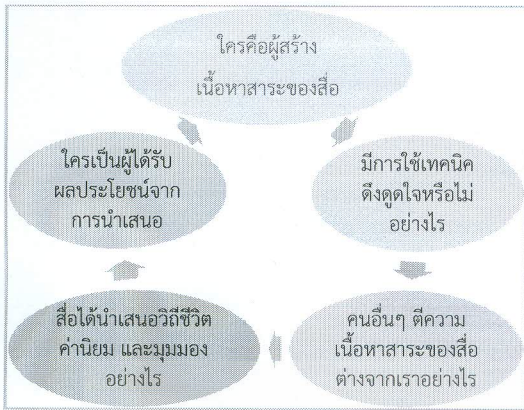 ใครคือผู้สร้าง
เนื้อหาสาระของสื่อ
มีการใช้เทคนิค
ดึงดูดใจหรือไม่
อย่างไร
คนอื่นๆ ตีความ
เนื้อหาสาระของสื่อ
ต่างจากเราอย่างไร
สื่อได้นำเสนอวิถีชีวิต
ค่านิยม และมุมมอง
อย่างไร
ใครเป็นผู้ได้รับ
ผลประโยชน์จาก
การนำเสนอ